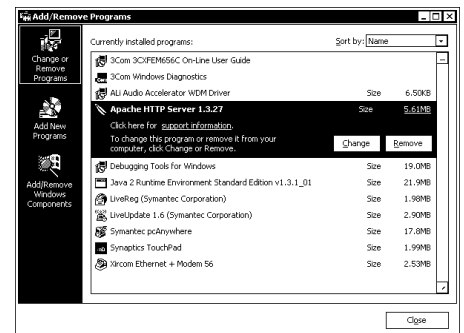 Add/Remove Programs
Change or
Remove
Programs
Add New
Programs
Add/Remove
Windows
Components
Currently installed programs:
Sort by: Name
3Com 3CXFEM656C On-Line User Guide
3Com Windows Diagnostics
ALi Audio Accelerator WDM Driver Size 6.50KB
Apache HTTP Server 1.3.27 Size 5.61MB
Click here for support information.
To change this program or remove it from your
computer, click Change or Remove.
Change Remove
Debugging Tools for Windows Size 19.0MB
Java 2 Runtime Environment Standard Edition v1.3.1_01 Size 21.9MB
LiveReg (Symantec Corporation) Size 1.98MB
LiveUpdate 1.6 (Symantec Corporation) Size 2.90MB
Symantec pcAnywhere Size 17.8MB
Synaptics TouchPad Size 1.99MB
Xircom Ethernet + Modem 56 Size 2.53MB
Close